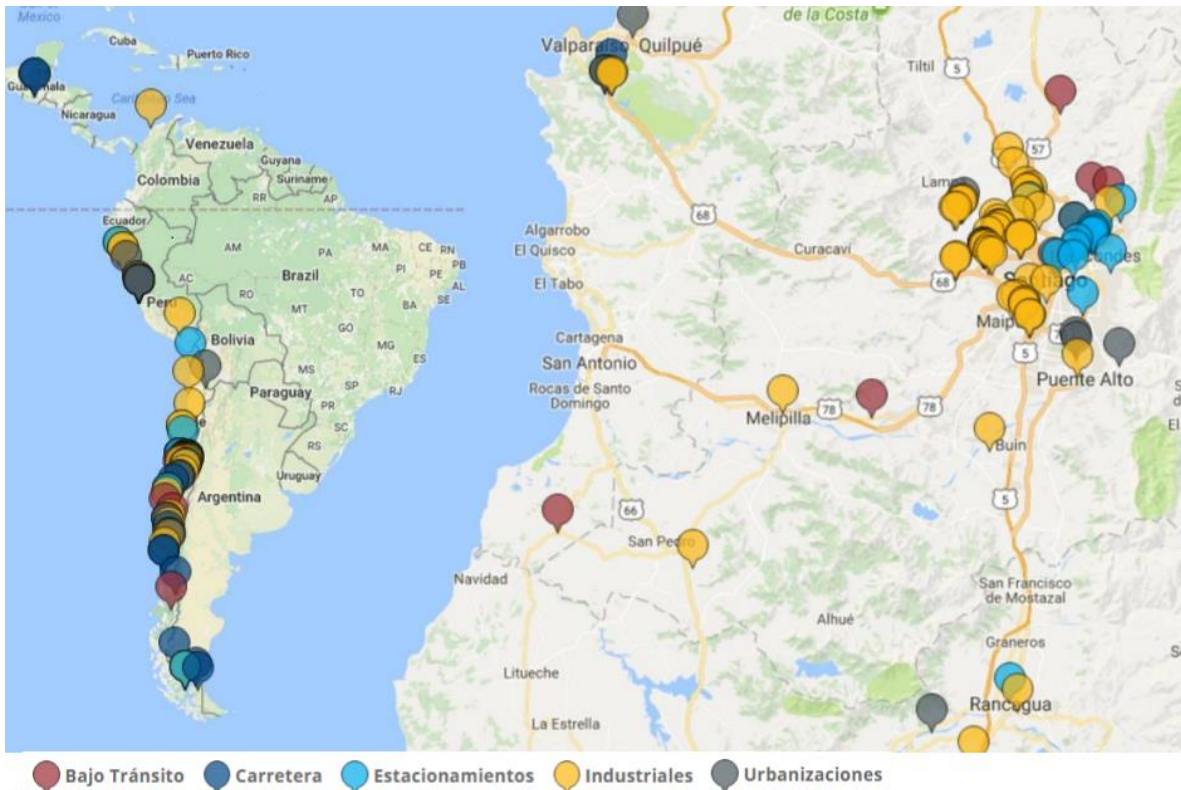 Mexico
Cuba
Puerto Rico
Guatemala
Caribbean Sea
Nicaragua
Venezuela
Guyana
Suriname
Colombia
RR
AP
Ecuador
AM
PA
MA
CE
RN
PB
PI
PE
AL
SE
AC
TO
RO
BA
Brazil
MT
Peru
GO
Bolivia
MG
ES
MS
SP
RJ
Paraguay
PR
SC
RS
Uruguay
Argentina
de la Costa
Valparaíso
Quilpué
Tiltil
5
57
Lampa
68
Algarrobo
Curacaví
El Quisco
68
Santiago
El Tabo
Cartagena
5
San Antonio
Puente Alto
Rocas de Santo
Domingo
78
78
Melipilla
Buin
5
66
San Pedro
Navidad
San Francisco
de Mostazal
Alhué
Graneros
Litueche
Rancagua
La Estrella
Bajo Tránsito
Carretera
Estacionamientos
Industriales
Urbanizaciones